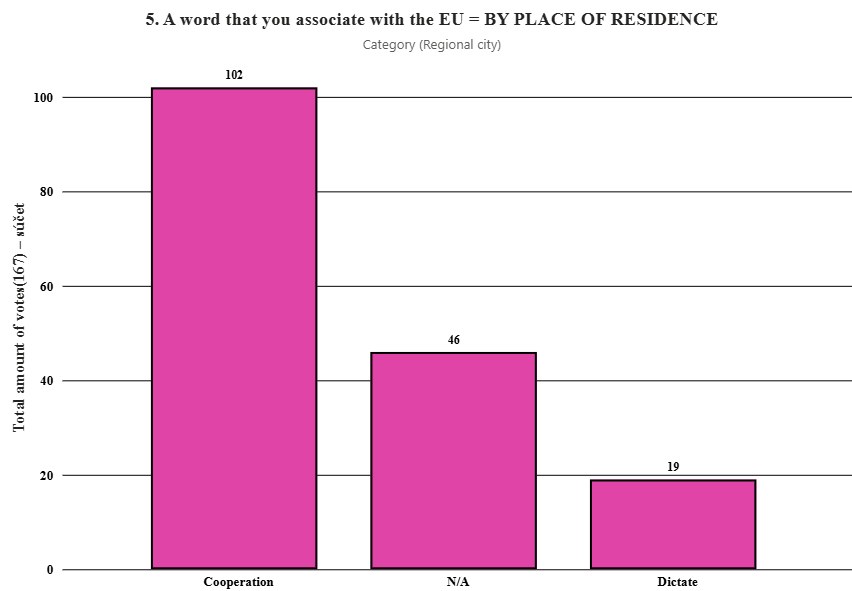 5. A word that you associate with the EU = BY PLACE OF RESIDENCE
Category (Regional city)
Total amount of votes(167) – súčet
100
80
60
40
20
0
102
46
19
Cooperation
N/A
Dictate